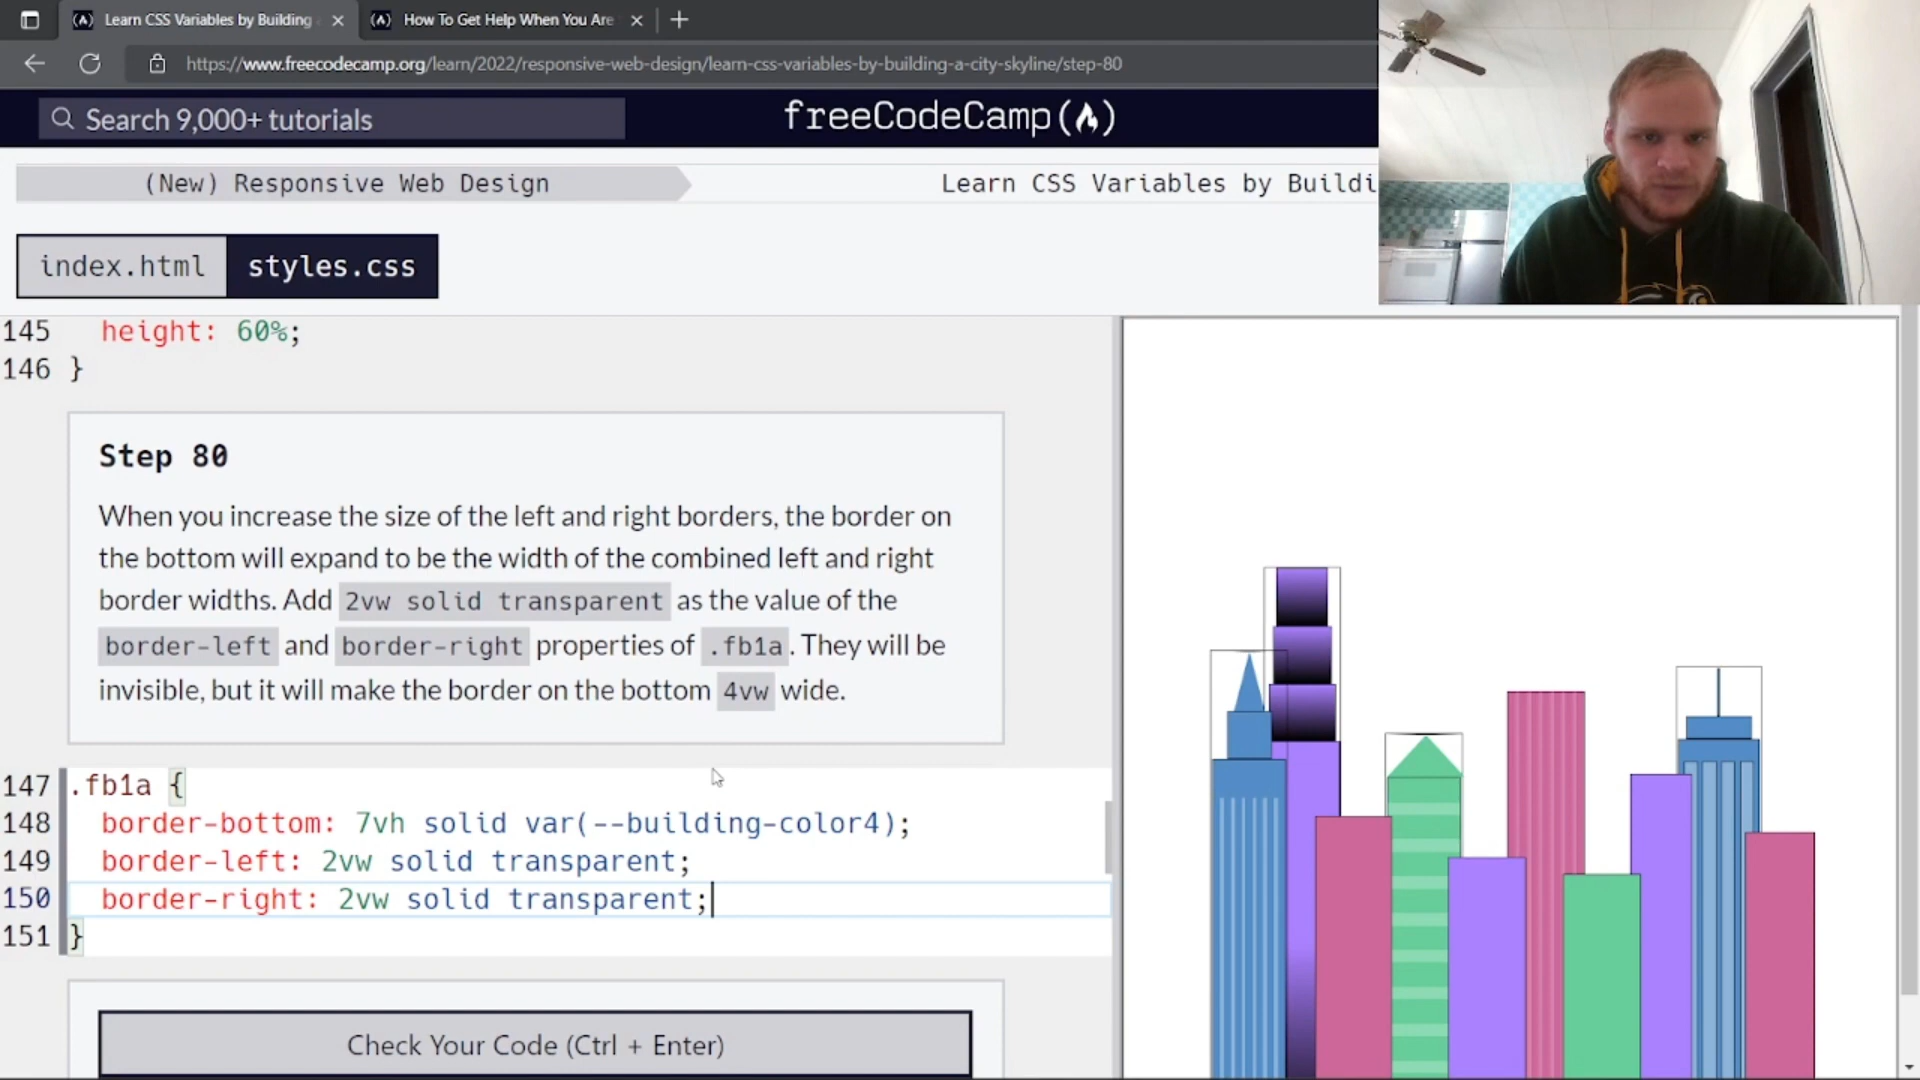 Learn CSS Variables by Building
How To Get Help When You Are
https://www.freecodecamp.org/learn/2022/responsive-web-design/learn-css-variables-by-building-a-city-skyline/step-80
Search 9,000+ tutorials
freeCodeCamp(🔥)
(New) Responsive Web Design
Learn CSS Variables by Buildi
index.html
styles.css
145 height: 60%;
146 }
Step 80
When you increase the size of the left and right borders, the border on
the bottom will expand to be the width of the combined left and right
border widths. Add 2vw solid transparent as the value of the
border-left and border-right properties of .fb1a. They will be
invisible, but it will make the border on the bottom 4vw wide.
147 .fb1a {
148 border-bottom: 7vh solid var(--building-color4);
149 border-left: 2vw solid transparent;
150 border-right: 2vw solid transparent;
151 }
Check Your Code (Ctrl + Enter)